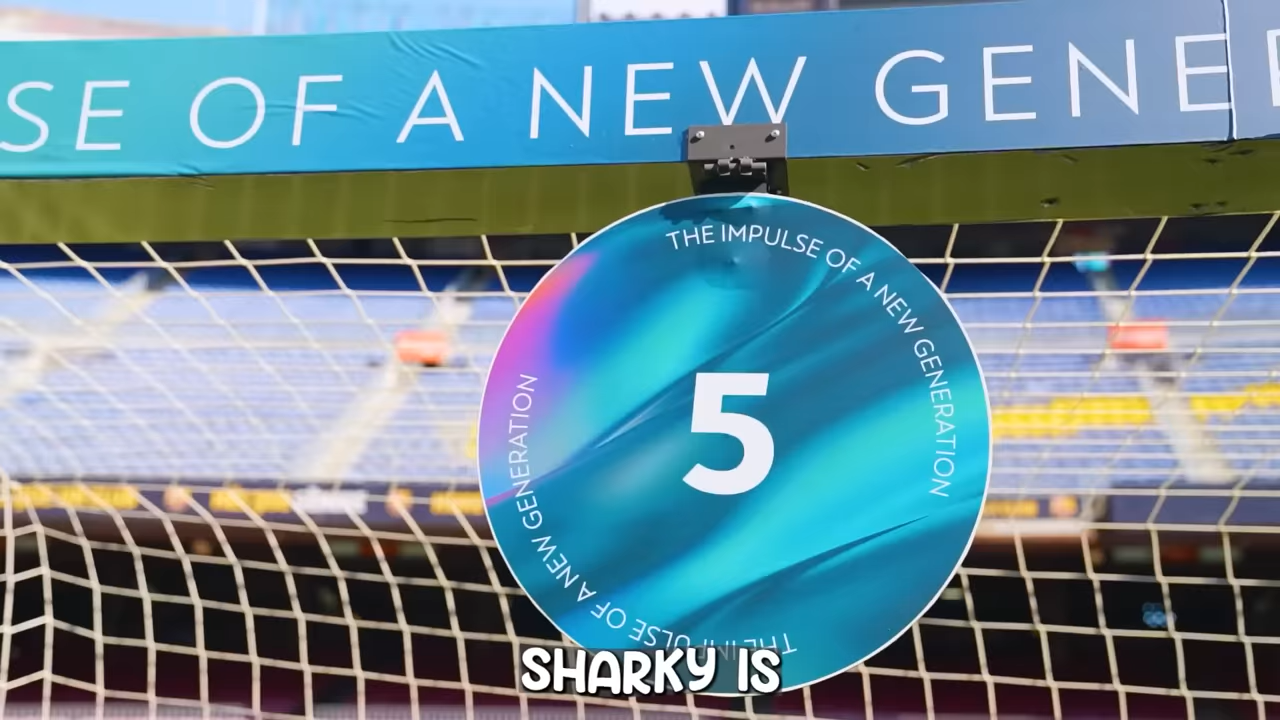 SE OF A NEW GENE
THE IMPULSE OF A NEW GENERATION
5
THE IMPULSE OF A NEW GENERATION
SHARKY IS